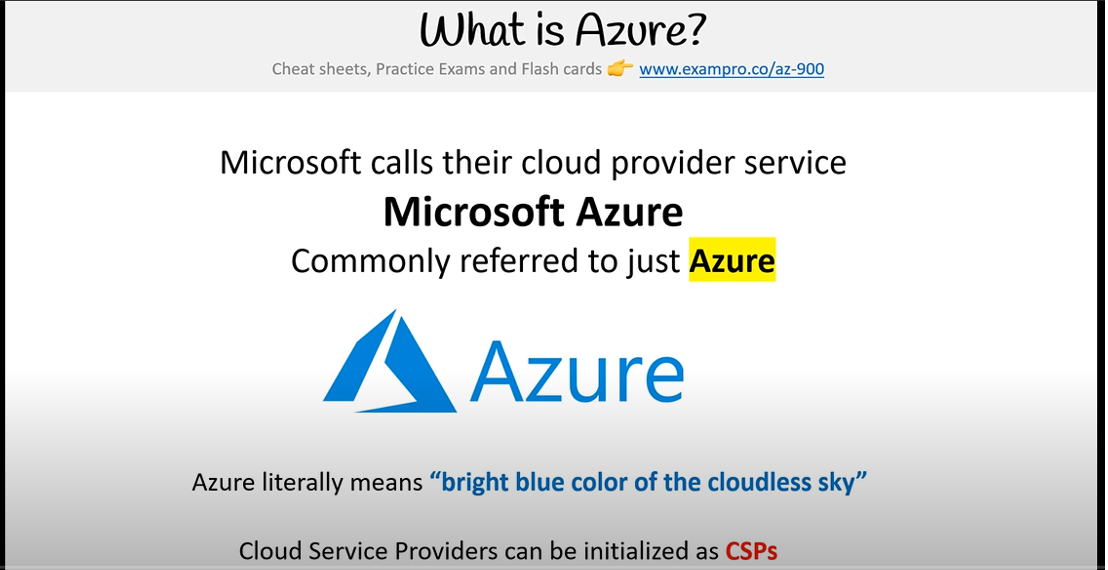 What is Azure?
Cheat sheets, Practice Exams and Flash cards 👉 www.exampro.co/az-900
Microsoft calls their cloud provider service
Microsoft Azure
Commonly referred to just Azure
Azure
Azure literally means “bright blue color of the cloudless sky”
Cloud Service Providers can be initialized as CSPs